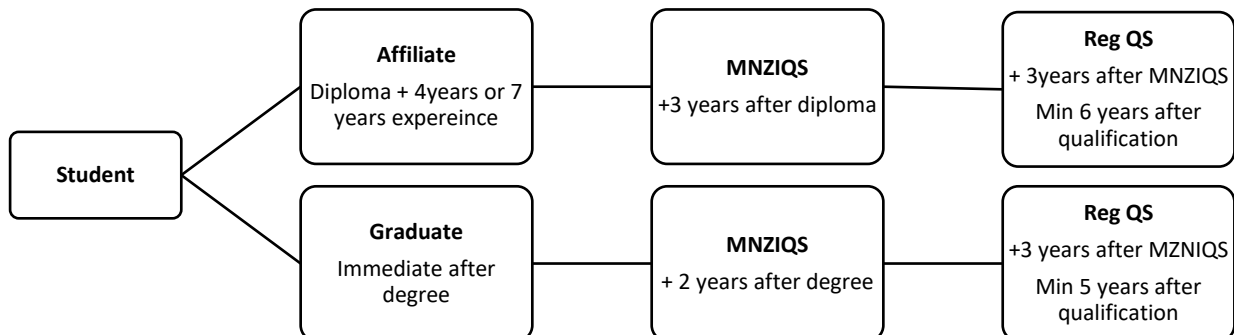 Student
Affiliate
Diploma + 4years or 7
years expereince
MNZIQS
+3 years after diploma
Reg QS
+ 3years after MNZIQS
Min 6 years after
qualification
Graduate
Immediate after
degree
MNZIQS
+ 2 years after degree
Reg QS
+3 years after MZNIQS
Min 5 years after
qualification